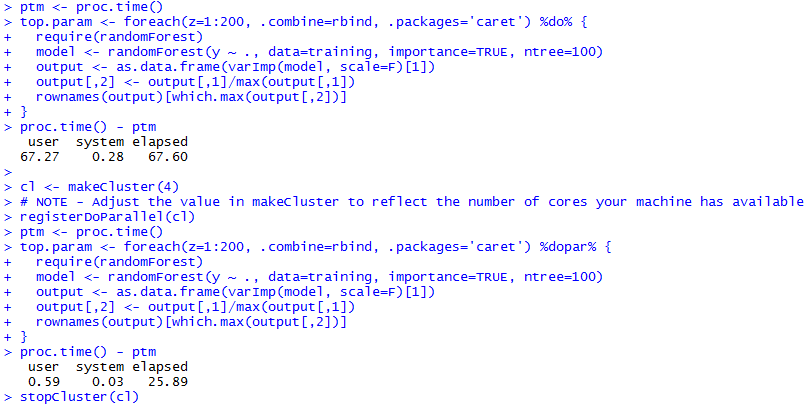 > ptm <- proc.time()
> top.param <- foreach(z=1:200, .combine=rbind, .packages='caret') %do% {
+   require(randomForest)
+   model <- randomForest(y ~ ., data=training, importance=TRUE, ntree=100)
+   output <- as.data.frame(varImp(model, scale=F)[1])
+   output[,2] <- output[,1]/max(output[,1])
+   rownames(output)[which.max(output[,2])]
+ }
> proc.time() - ptm
   user  system elapsed
  67.27    0.28   67.60
>
> cl <- makeCluster(4)
> # NOTE - Adjust the value in makeCluster to reflect the number of cores your machine has available
> registerDoParallel(cl)
> ptm <- proc.time()
> top.param <- foreach(z=1:200, .combine=rbind, .packages='caret') %dopar% {
+   require(randomForest)
+   model <- randomForest(y ~ ., data=training, importance=TRUE, ntree=100)
+   output <- as.data.frame(varImp(model, scale=F)[1])
+   output[,2] <- output[,1]/max(output[,1])
+   rownames(output)[which.max(output[,2])]
+ }
> proc.time() - ptm
   user  system elapsed
   0.59    0.03   25.89
> stopCluster(cl)